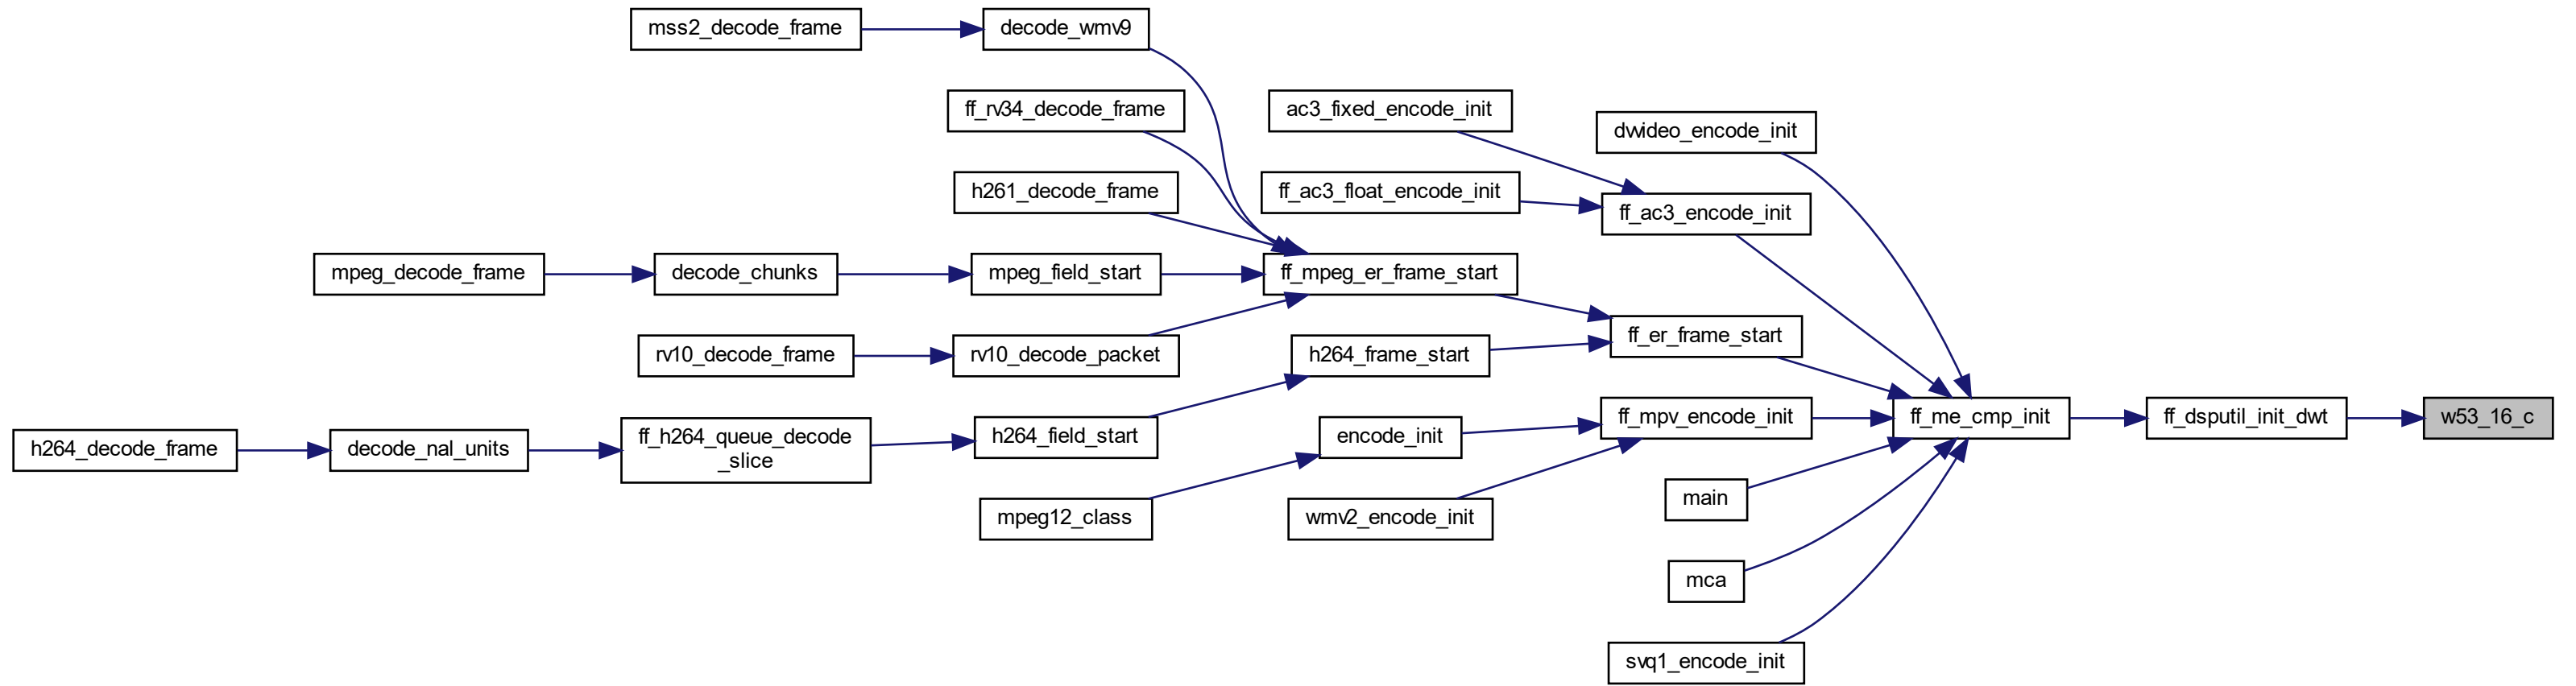 mss2_decode_frame
decode_wmv9
ff_rv34_decode_frame
ac3_fixed_encode_init
dwideo_encode_init
h261_decode_frame
ff_ac3_float_encode_init
ff_ac3_encode_init
mpeg_decode_frame
decode_chunks
mpeg_field_start
ff_mpeg_er_frame_start
rv10_decode_frame
rv10_decode_packet
h264_frame_start
ff_er_frame_start
h264_decode_frame
decode_nal_units
ff_h264_queue_decode
_slice
h264_field_start
encode_init
ff_mpv_encode_init
ff_me_cmp_init
ff_dsputil_init_dwt
w53_16_c
mpeg12_class
wmv2_encode_init
main
mca
svq1_encode_init